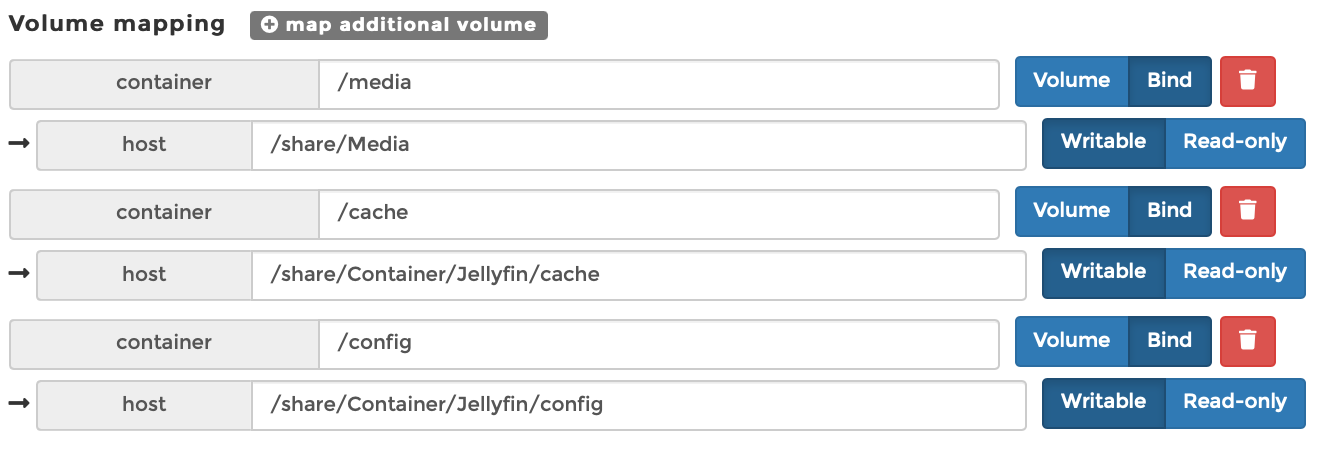 Volume mapping map additional volume
container /media Volume Bind
host /share/Media Writable Read-only
container /cache Volume Bind
host /share/Container/Jellyfin/cache Writable Read-only
container /config Volume Bind
host /share/Container/Jellyfin/config Writable Read-only